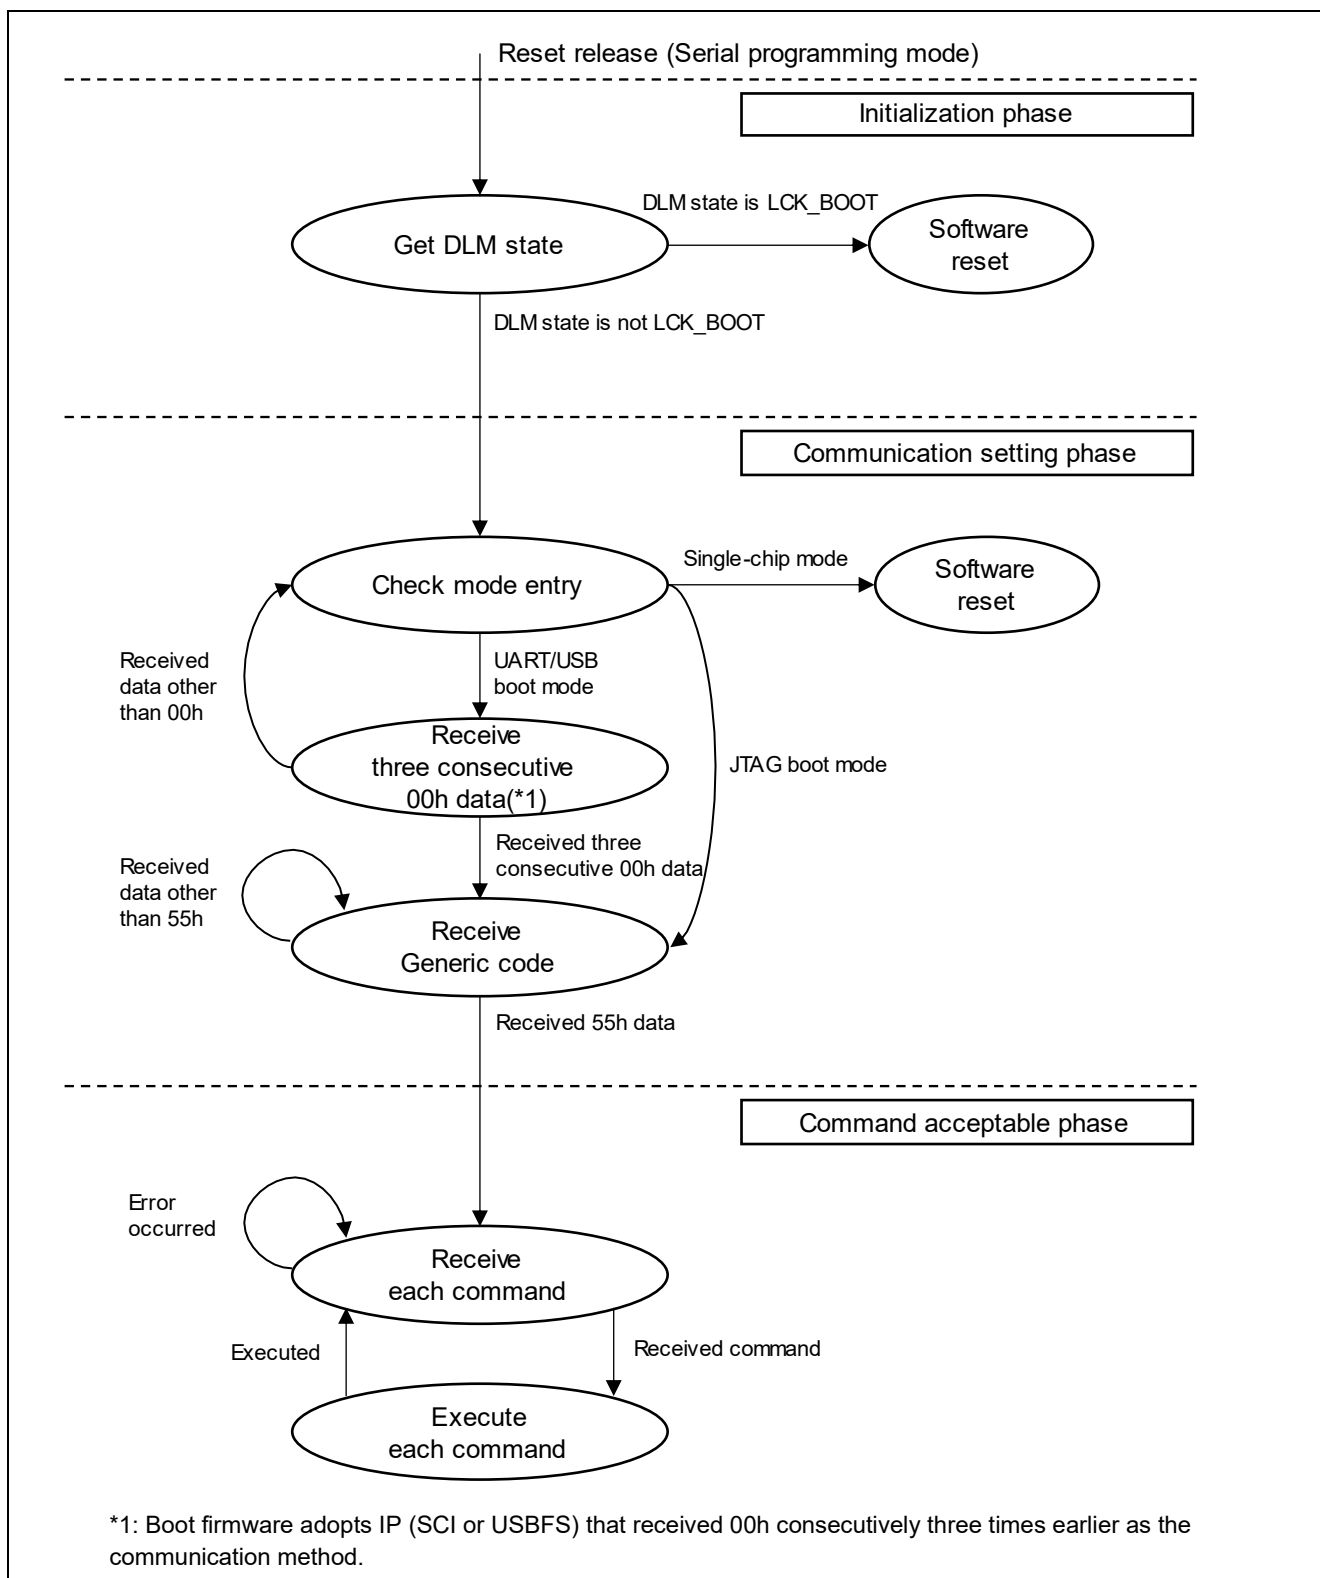 Reset release (Serial programming mode)
Initialization phase
DLM state is LCK_BOOT
Get DLM state
Software
reset
DLM state is not LCK_BOOT
Communication setting phase
Single-chip mode
Check mode entry
Software
reset
Received
data other
than 00h
UART/USB
boot mode
Receive
three consecutive
00h data(*1)
JTAG boot mode
Received three
consecutive 00h data
Received
data other
than 55h
Receive
Generic code
Received 55h data
Command acceptable phase
Error
occurred
Receive
each command
Executed
Received command
Execute
each command
*1: Boot firmware adopts IP (SCI or USBFS) that received 00h consecutively three times earlier as the
communication method.